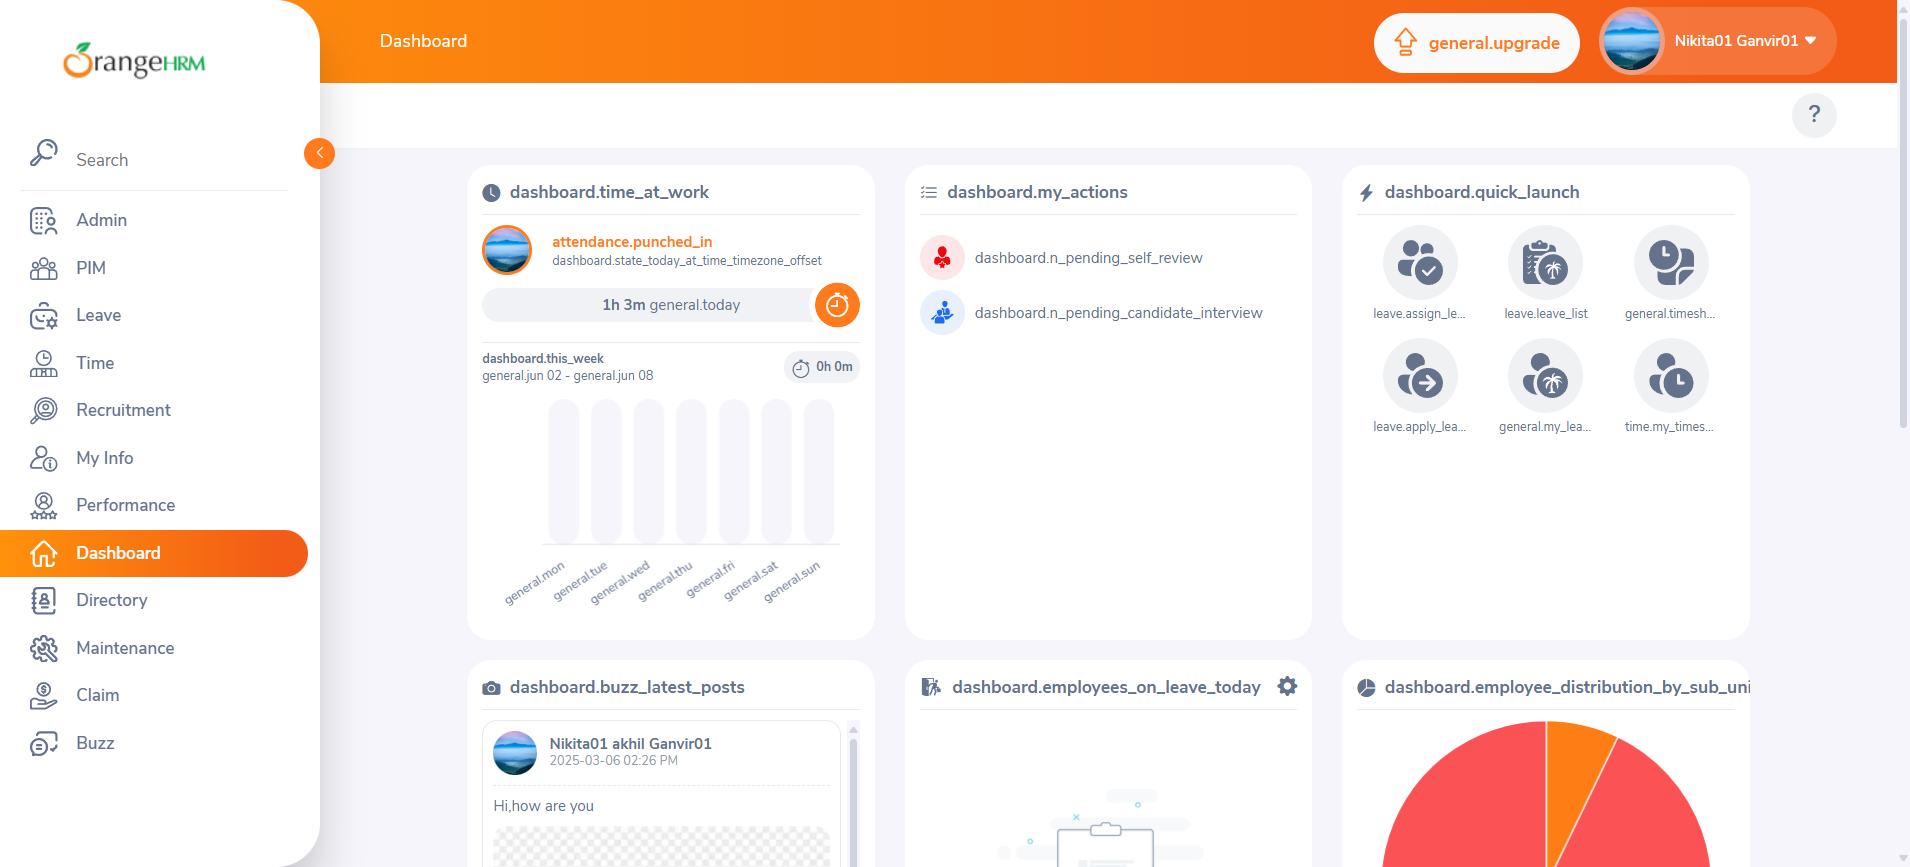 OrangeHRM
Search
Admin
PIM
Leave
Time
Recruitment
My Info
Performance
Dashboard
Directory
Maintenance
Claim
Buzz
Dashboard
general.upgrade
Nikita01 Ganvir01
?
dashboard.time_at_work
attendance.punched_in
dashboard.state_today_at_time_timezone_offset
1h 3m general.today
dashboard.this_week
general.jun 02 - general.jun 08
0h 0m
general.mon
general.tue
general.wed
general.thu
general.fri
general.sat
general.sun
dashboard.my_actions
dashboard.n_pending_self_review
dashboard.n_pending_candidate_interview
dashboard.quick_launch
leave.assign_le...
leave.leave_list
general.timesh...
leave.apply_lea...
general.my_lea...
time.my_times...
dashboard.buzz_latest_posts
Nikita01 akhil Ganvir01
2025-03-06 02:26 PM
Hi,how are you
dashboard.employees_on_leave_today
dashboard.employee_distribution_by_sub_uni